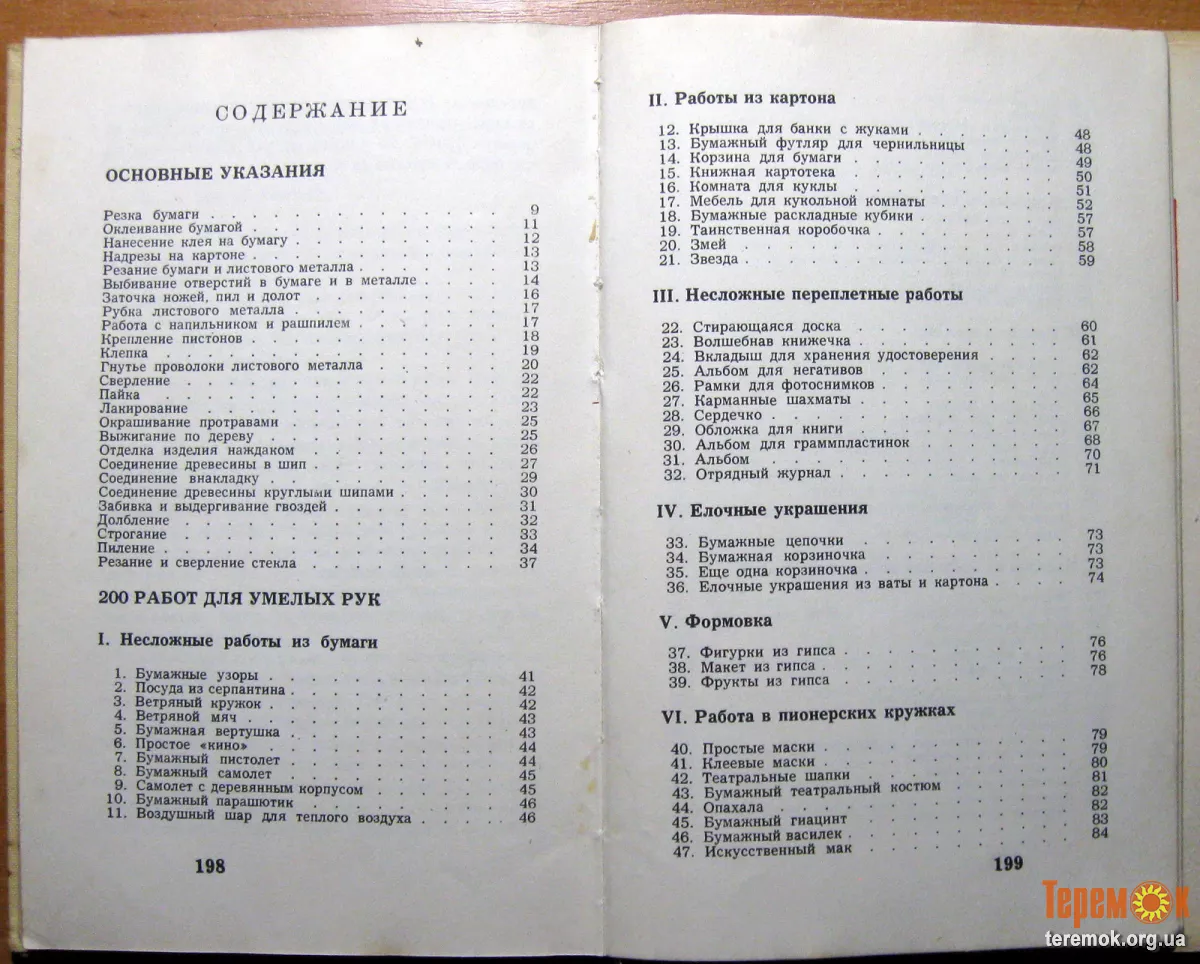 СОДЕРЖАНИЕ
ОСНОВНЫЕ УКАЗАНИЯ
Резка бумаги . . . . . . . . . . . . . 9
Оклеивание бумагой . . . . . . . . . . . . 11
Нанесение клея на бумагу . . . . . . . . . . 12
Надрезы на картоне . . . . . . . . . . . . 13
Резание бумаги и листового металла . . . . . . . 13
Выбивание отверстий в бумаге и в металле . . . . 14
Заточка ножей, пил и долот . . . . . . . . . 16
Рубка листового металла . . . . . . . . . . 17
Работа с напильником и рашпилем . . . . . . . 17
Крепление пистонов . . . . . . . . . . . . 18
Клепка . . . . . . . . . . . . . . . 19
Гнутье проволоки листового металла . . . . . . 20
Сверление . . . . . . . . . . . . . . 22
Пайка . . . . . . . . . . . . . . . 22
Лакирование . . . . . . . . . . . . . 23
Окрашивание протравами . . . . . . . . . . 25
Выжигание по дереву . . . . . . . . . . . 25
Отделка изделия наждаком . . . . . . . . . 26
Соединение древесины в шип . . . . . . . . . 27
Соединение внакладку . . . . . . . . . . . 29
Соединение древесины круглыми шипами . . . . . 30
Забивка и выдергивание гвоздей . . . . . . . . 31
Долбление . . . . . . . . . . . . . . 32
Строгание . . . . . . . . . . . . . . 33
Пиление . . . . . . . . . . . . . . . 34
Резание и сверление стекла . . . . . . . . . 37
200 РАБОТ ДЛЯ УМЕЛЫХ РУК
I. Несложные работы из бумаги
1. Бумажные узоры . . . . . . . . . . 41
2. Посуда из серпантина . . . . . . . . . 42
3. Ветряный кружок . . . . . . . . . . 42
4. Ветряной мяч . . . . . . . . . . . 43
5. Бумажная вертушка . . . . . . . . . 43
6. Простое «кино» . . . . . . . . . . 44
7. Бумажный пистолет . . . . . . . . . 44
8. Бумажный самолет . . . . . . . . . 45
9. Самолет с деревянным корпусом . . . . . . 45
10. Бумажный парашютик . . . . . . . . 46
11. Воздушный шар для теплого воздуха . . . . 46
198
II. Работы из картона
12. Крышка для банки с жуками . . . . . . . 48
13. Бумажный футляр для чернильницы . . . . 48
14. Корзина для бумаги . . . . . . . . . 49
15. Книжная картотека . . . . . . . . . 50
16. Комната для куклы . . . . . . . . . 51
17. Мебель для кукольной комнаты . . . . . . 52
18. Бумажные раскладные кубики . . . . . . . 57
19. Таинственная коробочка . . . . . . . . 57
20. Змей . . . . . . . . . . . . . 58
21. Звезда . . . . . . . . . . . . . 59
III. Несложные переплетные работы
22. Стирающаяся доска . . . . . . . . . 60
23. Волшебнав книжечка . . . . . . . . . 61
24. Вкладыш для хранения удостоверения . . . . 62
25. Альбом для негативов . . . . . . . . . 62
26. Рамки для фотоснимков . . . . . . . . 64
27. Карманные шахматы . . . . . . . . . 65
28. Сердечко . . . . . . . . . . . . 66
29. Обложка для книги . . . . . . . . . 67
30. Альбом для граммпластинок . . . . . . . 68
31. Альбом . . . . . . . . . . . . 70
32. Отрядный журнал . . . . . . . . . . 71
IV. Елочные украшения
33. Бумажные цепочки . . . . . . . . . 73
34. Бумажная корзиночка . . . . . . . . . 73
35. Еще одна корзиночка . . . . . . . . . 73
36. Елочные украшения из ваты и картона . . . . 74
V. Формовка
37. Фигурки из гипса . . . . . . . . . . 76
38. Макет из гипса . . . . . . . . . . 76
39. Фрукты из гипса . . . . . . . . . . 78
VI. Работа в пионерских кружках
40. Простые маски . . . . . . . . . . 79
41. Клеевые маски . . . . . . . . . . 79
42. Театральные шапки . . . . . . . . . 80
43. Бумажный театральный костюм . . . . . . 81
44. Опахала . . . . . . . . . . . . 82
45. Бумажный гиацинт . . . . . . . . . 82
46. Бумажный василек . . . . . . . . . . 83
47. Искусственный мак . . . . . . . . . 84
199
Теремок
teremok.org.ua